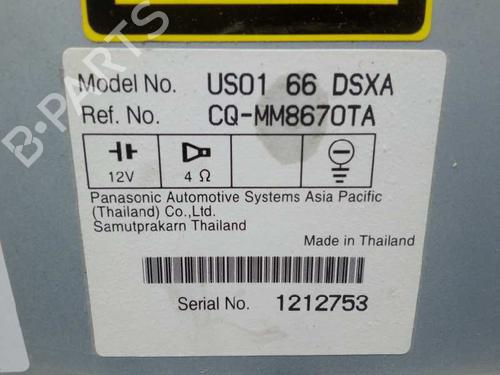 Model No. US01 66 DSXA
Ref. No. CQ-MM8670TA
12V 4 Ω
Panasonic Automotive Systems Asia Pacific
(Thailand) Co.,Ltd.
Samutprakarn Thailand
Made in Thailand
Serial No. 1212753
B-PARTS